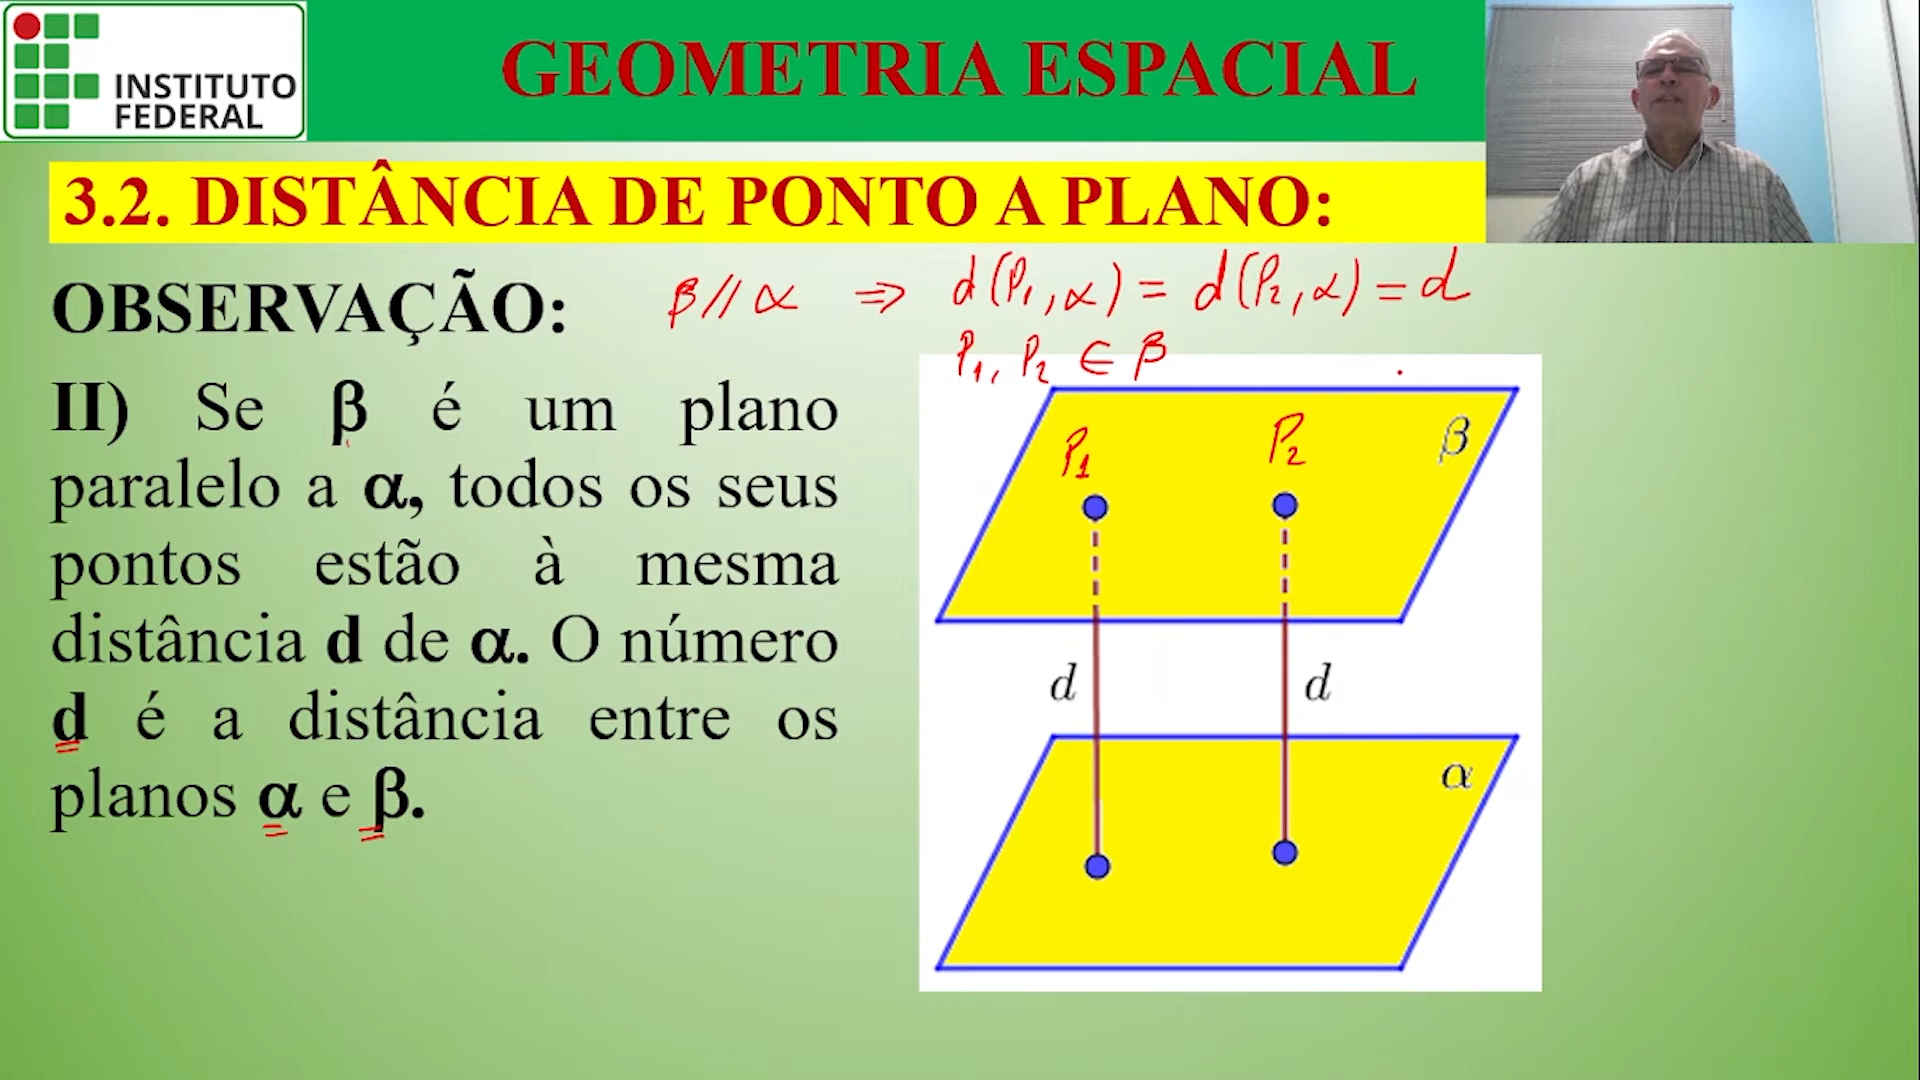 INSTITUTO
FEDERAL
GEOMETRIA ESPACIAL
3.2. DISTÂNCIA DE PONTO A PLANO:
OBSERVAÇÃO:
β // α ⇒ d(P1, α) = d(P2, α) = d
P1, P2 ∈ β
II) Se β é um plano
paralelo a α, todos os seus
pontos estão à mesma
distância d de α. O número
d é a distância entre os
planos α e β.
P1
P2
β
d
d
α